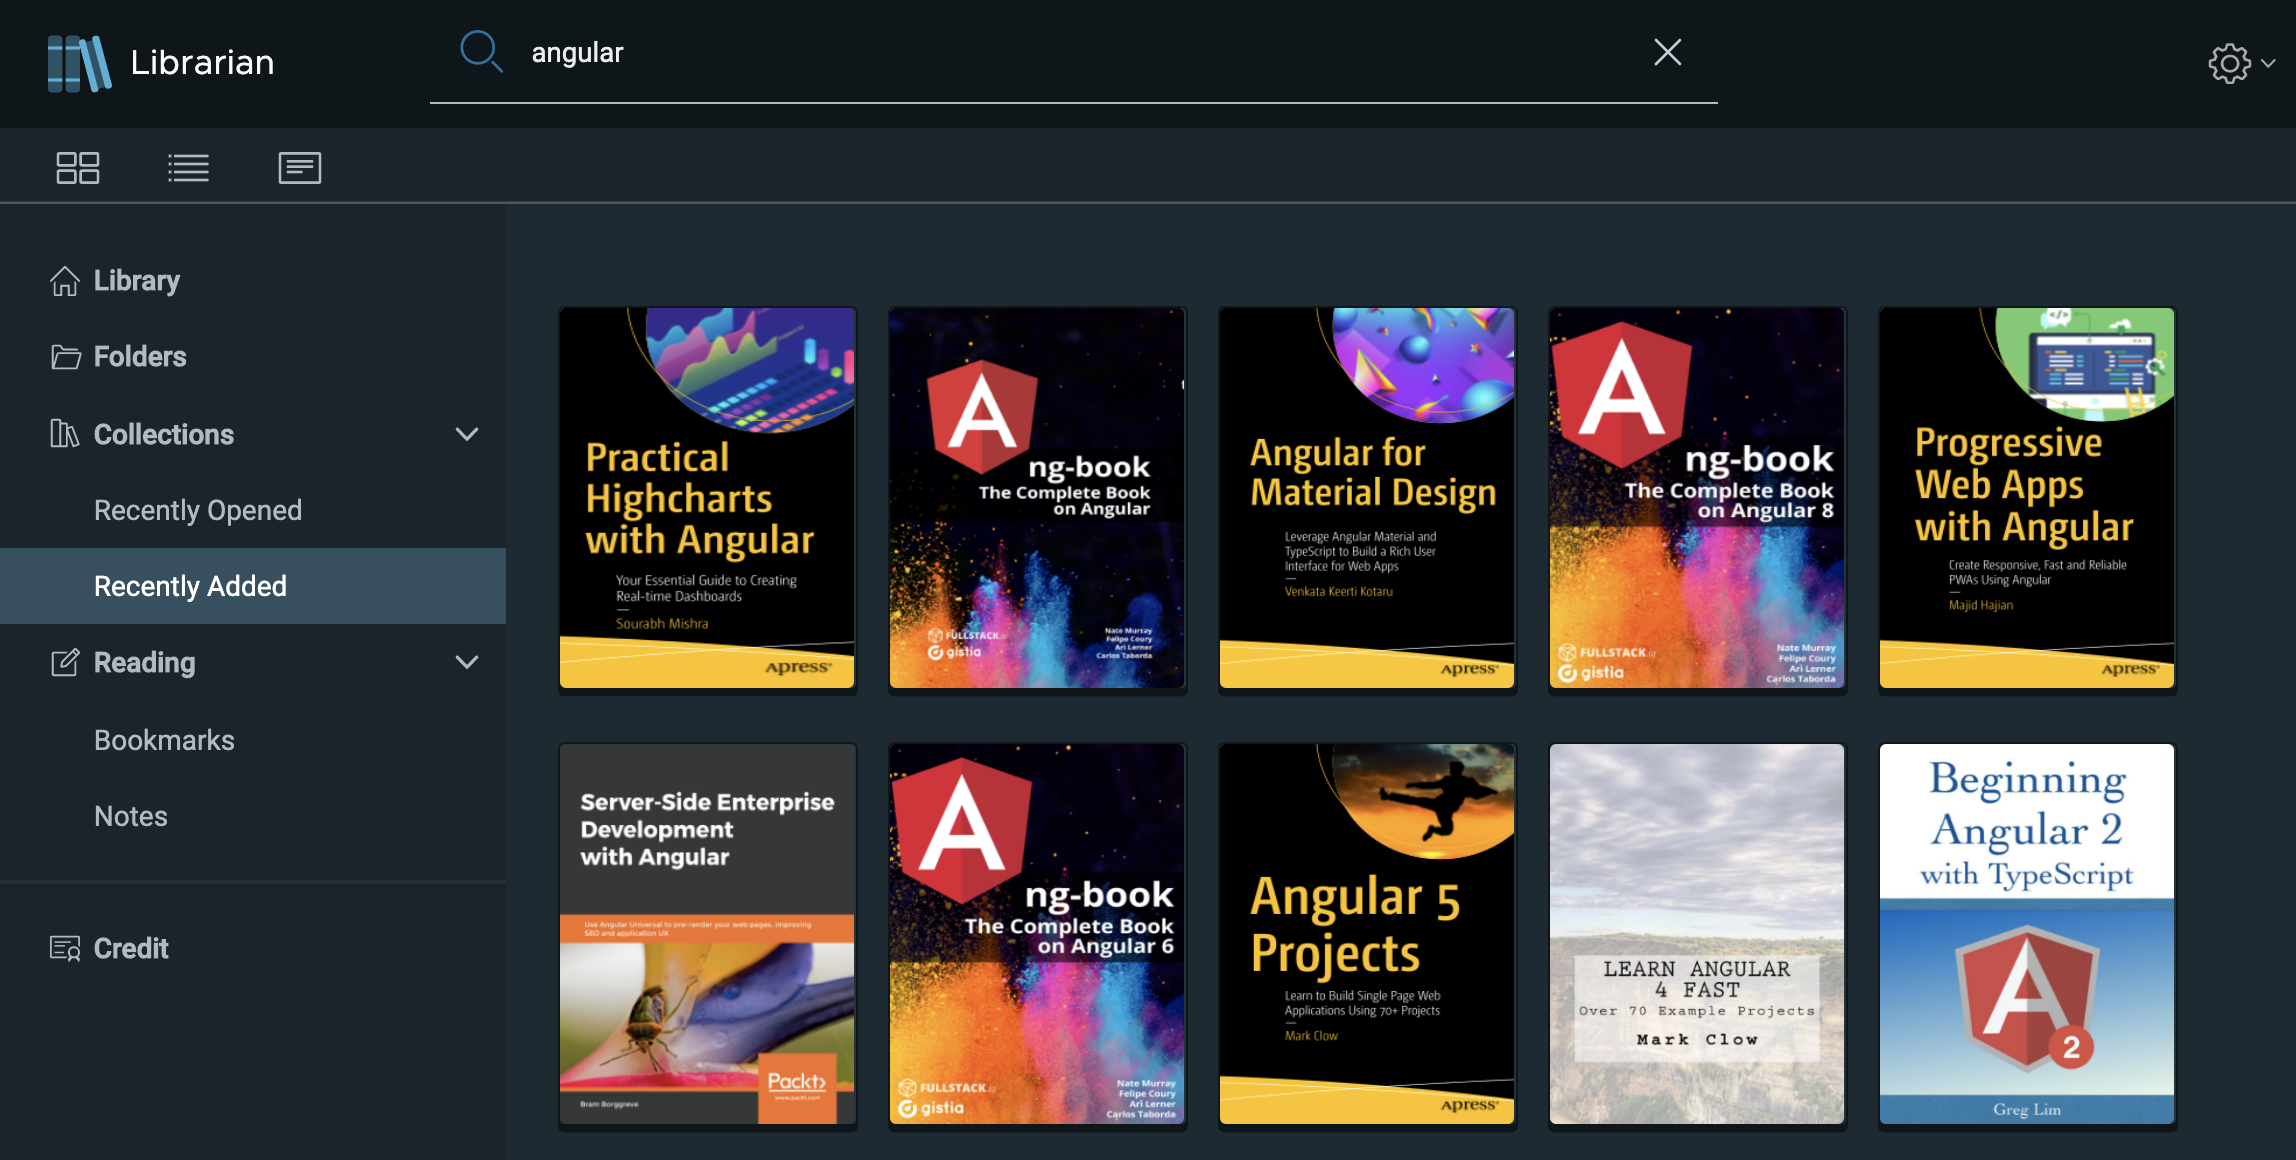 Librarian
angular
Library
Folders
Collections
Recently Opened
Recently Added
Reading
Bookmarks
Notes
Credit
Practical
Highcharts
with Angular
Your Essential Guide to Creating
Real-time Dashboards
Sourabh Mishra
Apress®
ng-book
The Complete Book
on Angular
FULLSTACK
gistia
Nate Murray
Felipe Coury
Ari Lerner
Carlos Taborda
Angular for
Material Design
Leverage Angular Material and
TypeScript to Build a Rich User
Interface for Web Apps
Venkata Keerti Kotaru
Apress®
ng-book
The Complete Book
on Angular 8
FULLSTACK.io
gistia
Nate Murray
Felipe Coury
Ari Lerner
Carlos Taborda
Progressive
Web Apps
with Angular
Create Responsive, Fast and Reliable
PWAs Using Angular
Majid Hajian
Apress®
Server-Side Enterprise
Development
with Angular
Use Angular Universal to pre-render your web pages, improving
SEO and application UX
Packt>
www.packt.com
Bram Borggreve
ng-book
The Complete Book
on Angular 6
FULLSTACK.io
gistia
Nate Murray
Felipe Coury
Ari Lerner
Carlos Taborda
Angular 5
Projects
Learn to Build Single Page Web
Applications Using 70+ Projects
Mark Clow
Apress®
LEARN ANGULAR
4 FAST
Over 70 Example Projects
Mark Clow
Beginning
Angular 2
with TypeScript
A
2
Greg Lim